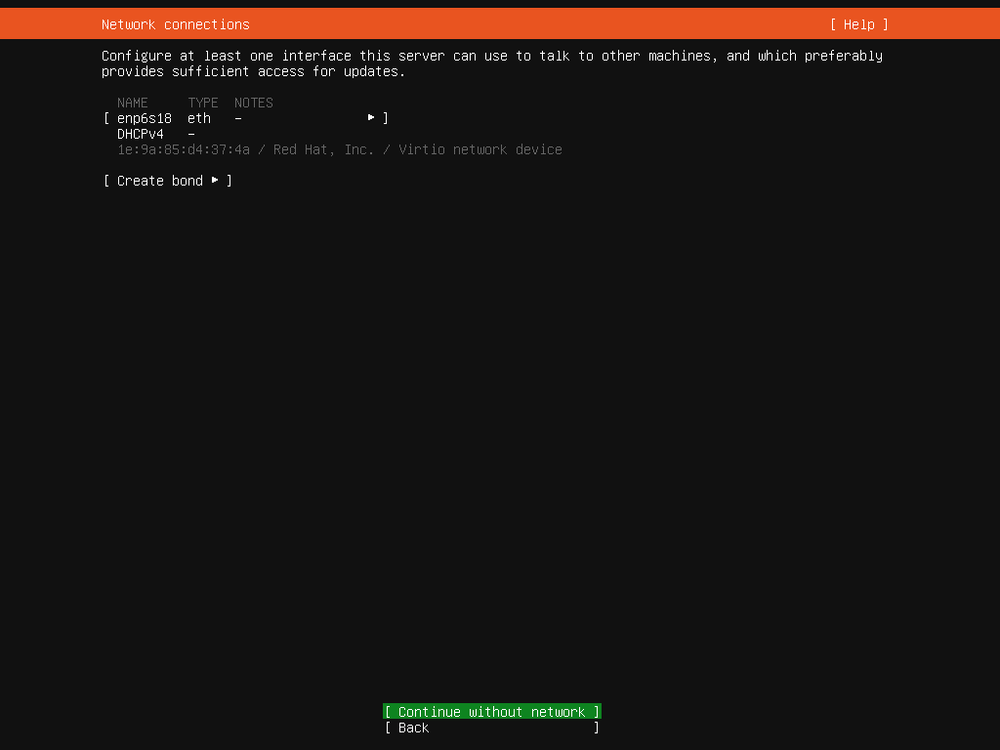 Network connections [ Help ]
Configure at least one interface this server can use to talk to other machines, and which preferably
provides sufficient access for updates.
NAME TYPE NOTES
[ enp6s18 eth – ▸ ]
DHCPv4 –
1e:9a:85:d4:37:4a / Red Hat, Inc. / Virtio network device
[ Create bond ▸ ]
[ Continue without network ]
[ Back ]